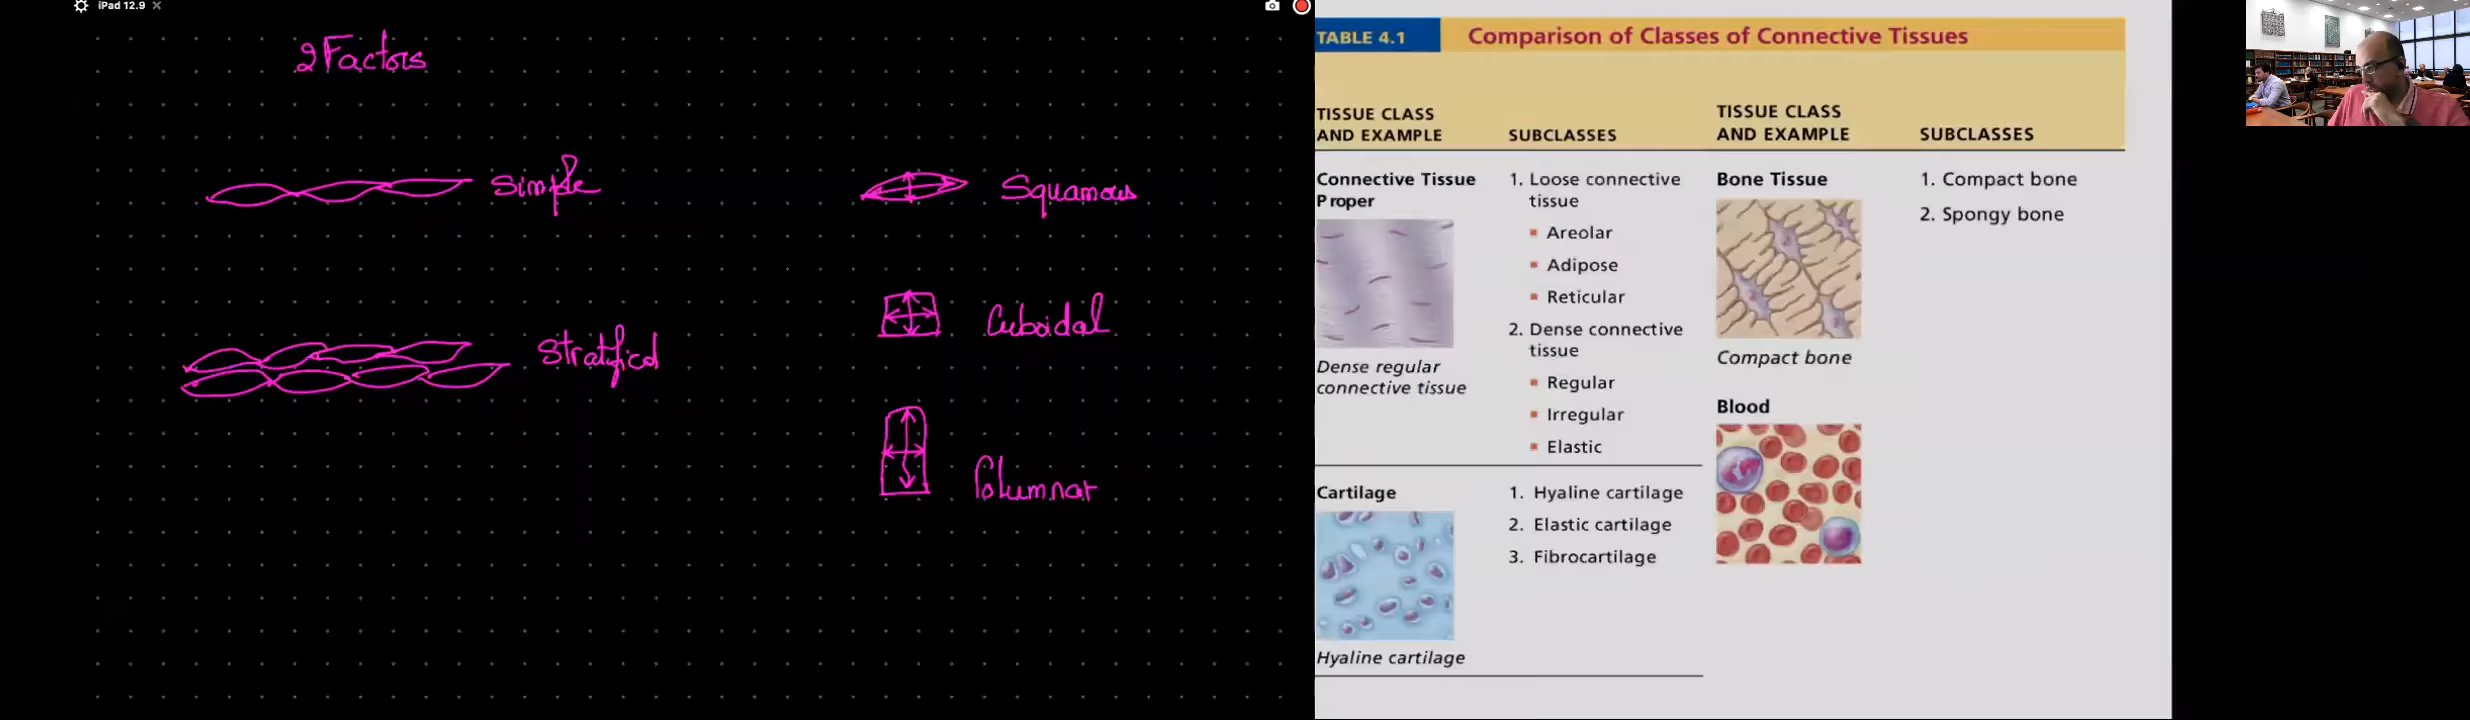 iPad 12.9
2 Factors
Simple
Stratified
Squamous
Cuboidal
Columnar
TABLE 4.1 Comparison of Classes of Connective Tissues
TISSUE CLASS
AND EXAMPLE
SUBCLASSES
TISSUE CLASS
AND EXAMPLE
SUBCLASSES
Connective Tissue
Proper
Dense regular
connective tissue
1. Loose connective
tissue
▪ Areolar
▪ Adipose
▪ Reticular
2. Dense connective
tissue
▪ Regular
▪ Irregular
▪ Elastic
Cartilage
Hyaline cartilage
1. Hyaline cartilage
2. Elastic cartilage
3. Fibrocartilage
Bone Tissue
Compact bone
1. Compact bone
2. Spongy bone
Blood